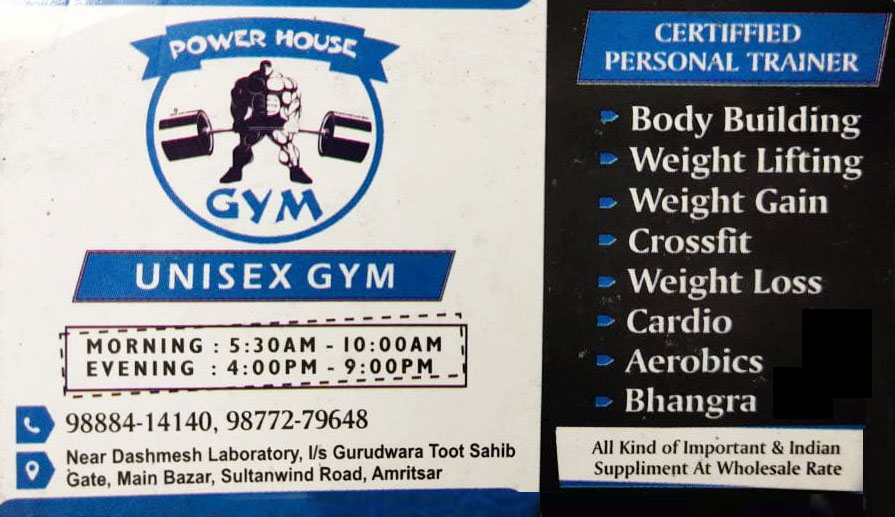 POWER HOUSE
GYM
UNISEX GYM
MORNING : 5:30AM - 10:00AM
EVENING : 4:00PM - 9:00PM
98884-14140, 98772-79648
Near Dashmesh Laboratory, I/s Gurudwara Toot Sahib
Gate, Main Bazar, Sultanwind Road, Amritsar
CERTIFFIED
PERSONAL TRAINER
Body Building
Weight Lifting
Weight Gain
Crossfit
Weight Loss
Cardio
Aerobics
Bhangra
All Kind of Important & Indian
Suppliment At Wholesale Rate